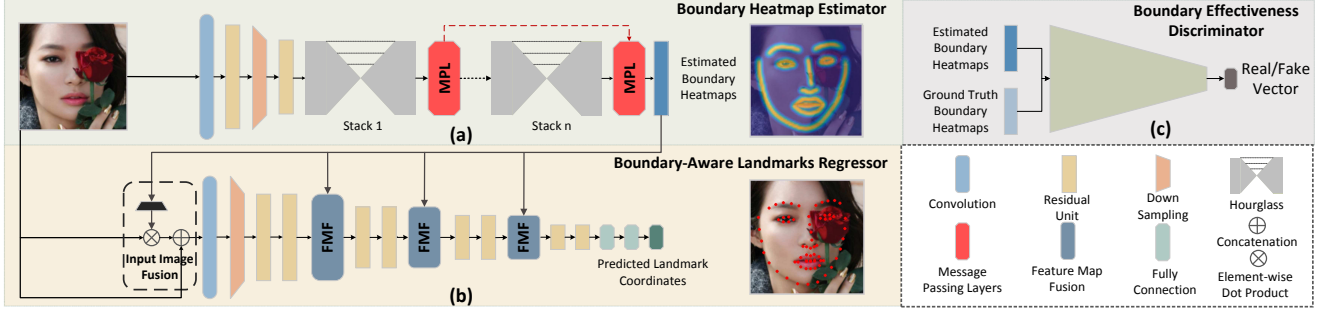 Boundary Heatmap Estimator
MPL
MPL
Stack 1
Stack n
Estimated
Boundary
Heatmaps
(a)
Boundary-Aware Landmarks Regressor
Input Image
Fusion
FMF
FMF
FMF
Predicted Landmark
Coordinates
(b)
Boundary Effectiveness
Discriminator
Estimated
Boundary
Heatmaps
Ground Truth
Boundary
Heatmaps
Real/Fake
Vector
(c)
Convolution
Residual
Unit
Down
Sampling
Hourglass
Concatenation
Message
Passing Layers
Feature Map
Fusion
Fully
Connection
Element-wise
Dot Product